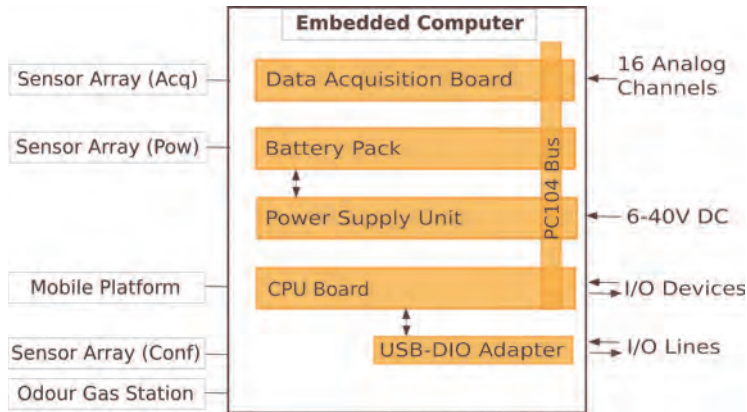 Embedded Computer
Sensor Array (Acq)
Data Acquisition Board
16 Analog
Channels
Sensor Array (Pow)
Battery Pack
PC104 Bus
Power Supply Unit
6-40V DC
Mobile Platform
CPU Board
I/O Devices
Sensor Array (Conf)
USB-DIO Adapter
I/O Lines
Odour Gas Station